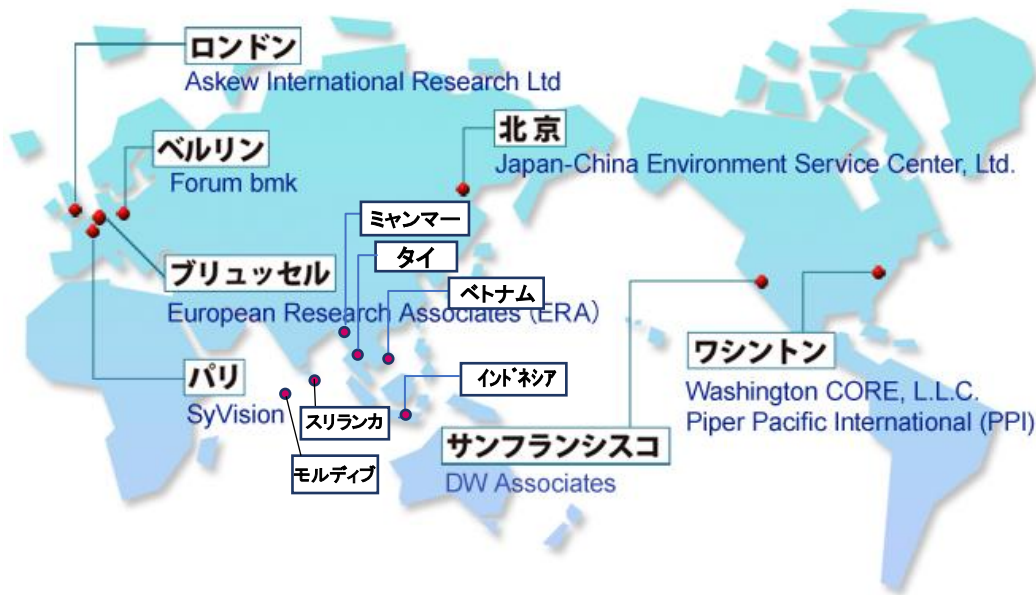 ロンドン
Askew International Research Ltd
ベルリン
Forum bmk
北京
Japan-China Environment Service Center, Ltd.
ミャンマー
タイ
ブリュッセル
European Research Associates (ERA)
ベトナム
パリ
SyVision
スリランカ
モルディブ
インドネシア
サンフランシスコ
DW Associates
ワシントン
Washington CORE, L.L.C.
Piper Pacific International (PPI)